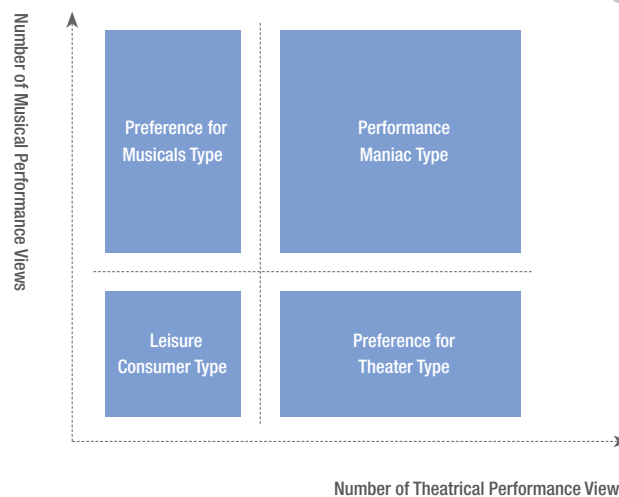 Number of Musical Performance Views
Preference for
Musicals Type
Performance
Maniac Type
Leisure
Consumer Type
Preference for
Theater Type
Number of Theatrical Performance View